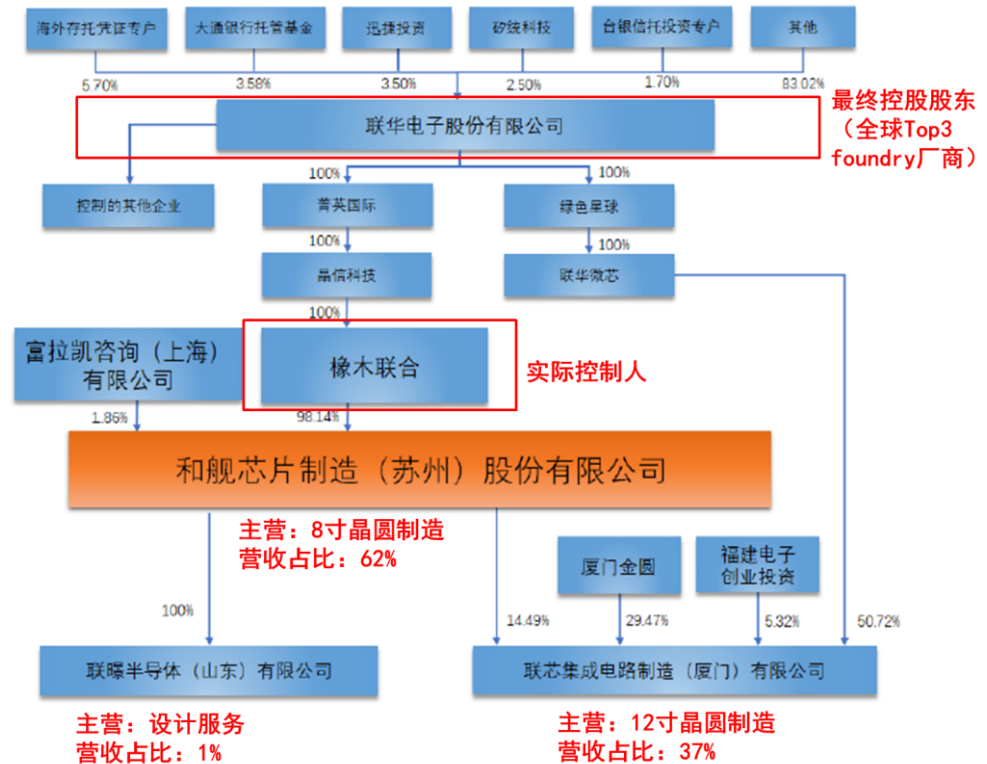 海外存托凭证专户
大通银行托管基金
迅捷投资
矽统科技
台银信托投资专户
其他
5.70%
3.58%
3.50%
2.50%
1.70%
83.02%
联华电子股份有限公司
最终控股股东
（全球Top3
foundry厂商）
100%
100%
控制的其他企业
菁英国际
绿色星球
100%
100%
晶信科技
联华微芯
100%
富拉凯咨询（上海）
有限公司
橡木联合
实际控制人
1.86%
98.14%
和舰芯片制造（苏州）股份有限公司
主营：8寸晶圆制造
营收占比：62%
厦门金圆
福建电子
创业投资
100%
14.49%
29.47%
5.32%
50.72%
联暻半导体（山东）有限公司
联芯集成电路制造（厦门）有限公司
主营：设计服务
营收占比：1%
主营：12寸晶圆制造
营收占比：37%